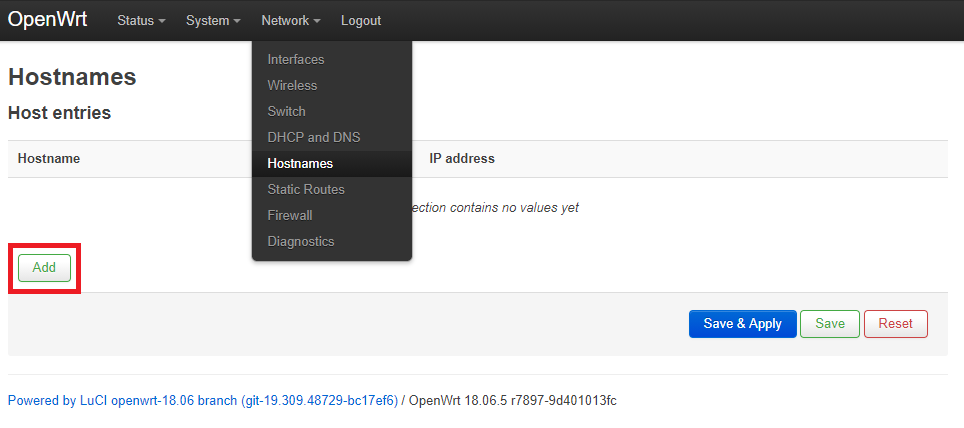 OpenWrt Status System Network Logout
Interfaces
Wireless
Switch
DHCP and DNS
Hostnames
Static Routes
Firewall
Diagnostics
Hostnames
Host entries
Hostname IP address
ection contains no values yet
Add
Save & Apply Save Reset
Powered by LuCI openwrt-18.06 branch (git-19.309.48729-bc17ef6) / OpenWrt 18.06.5 r7897-9d401013fc